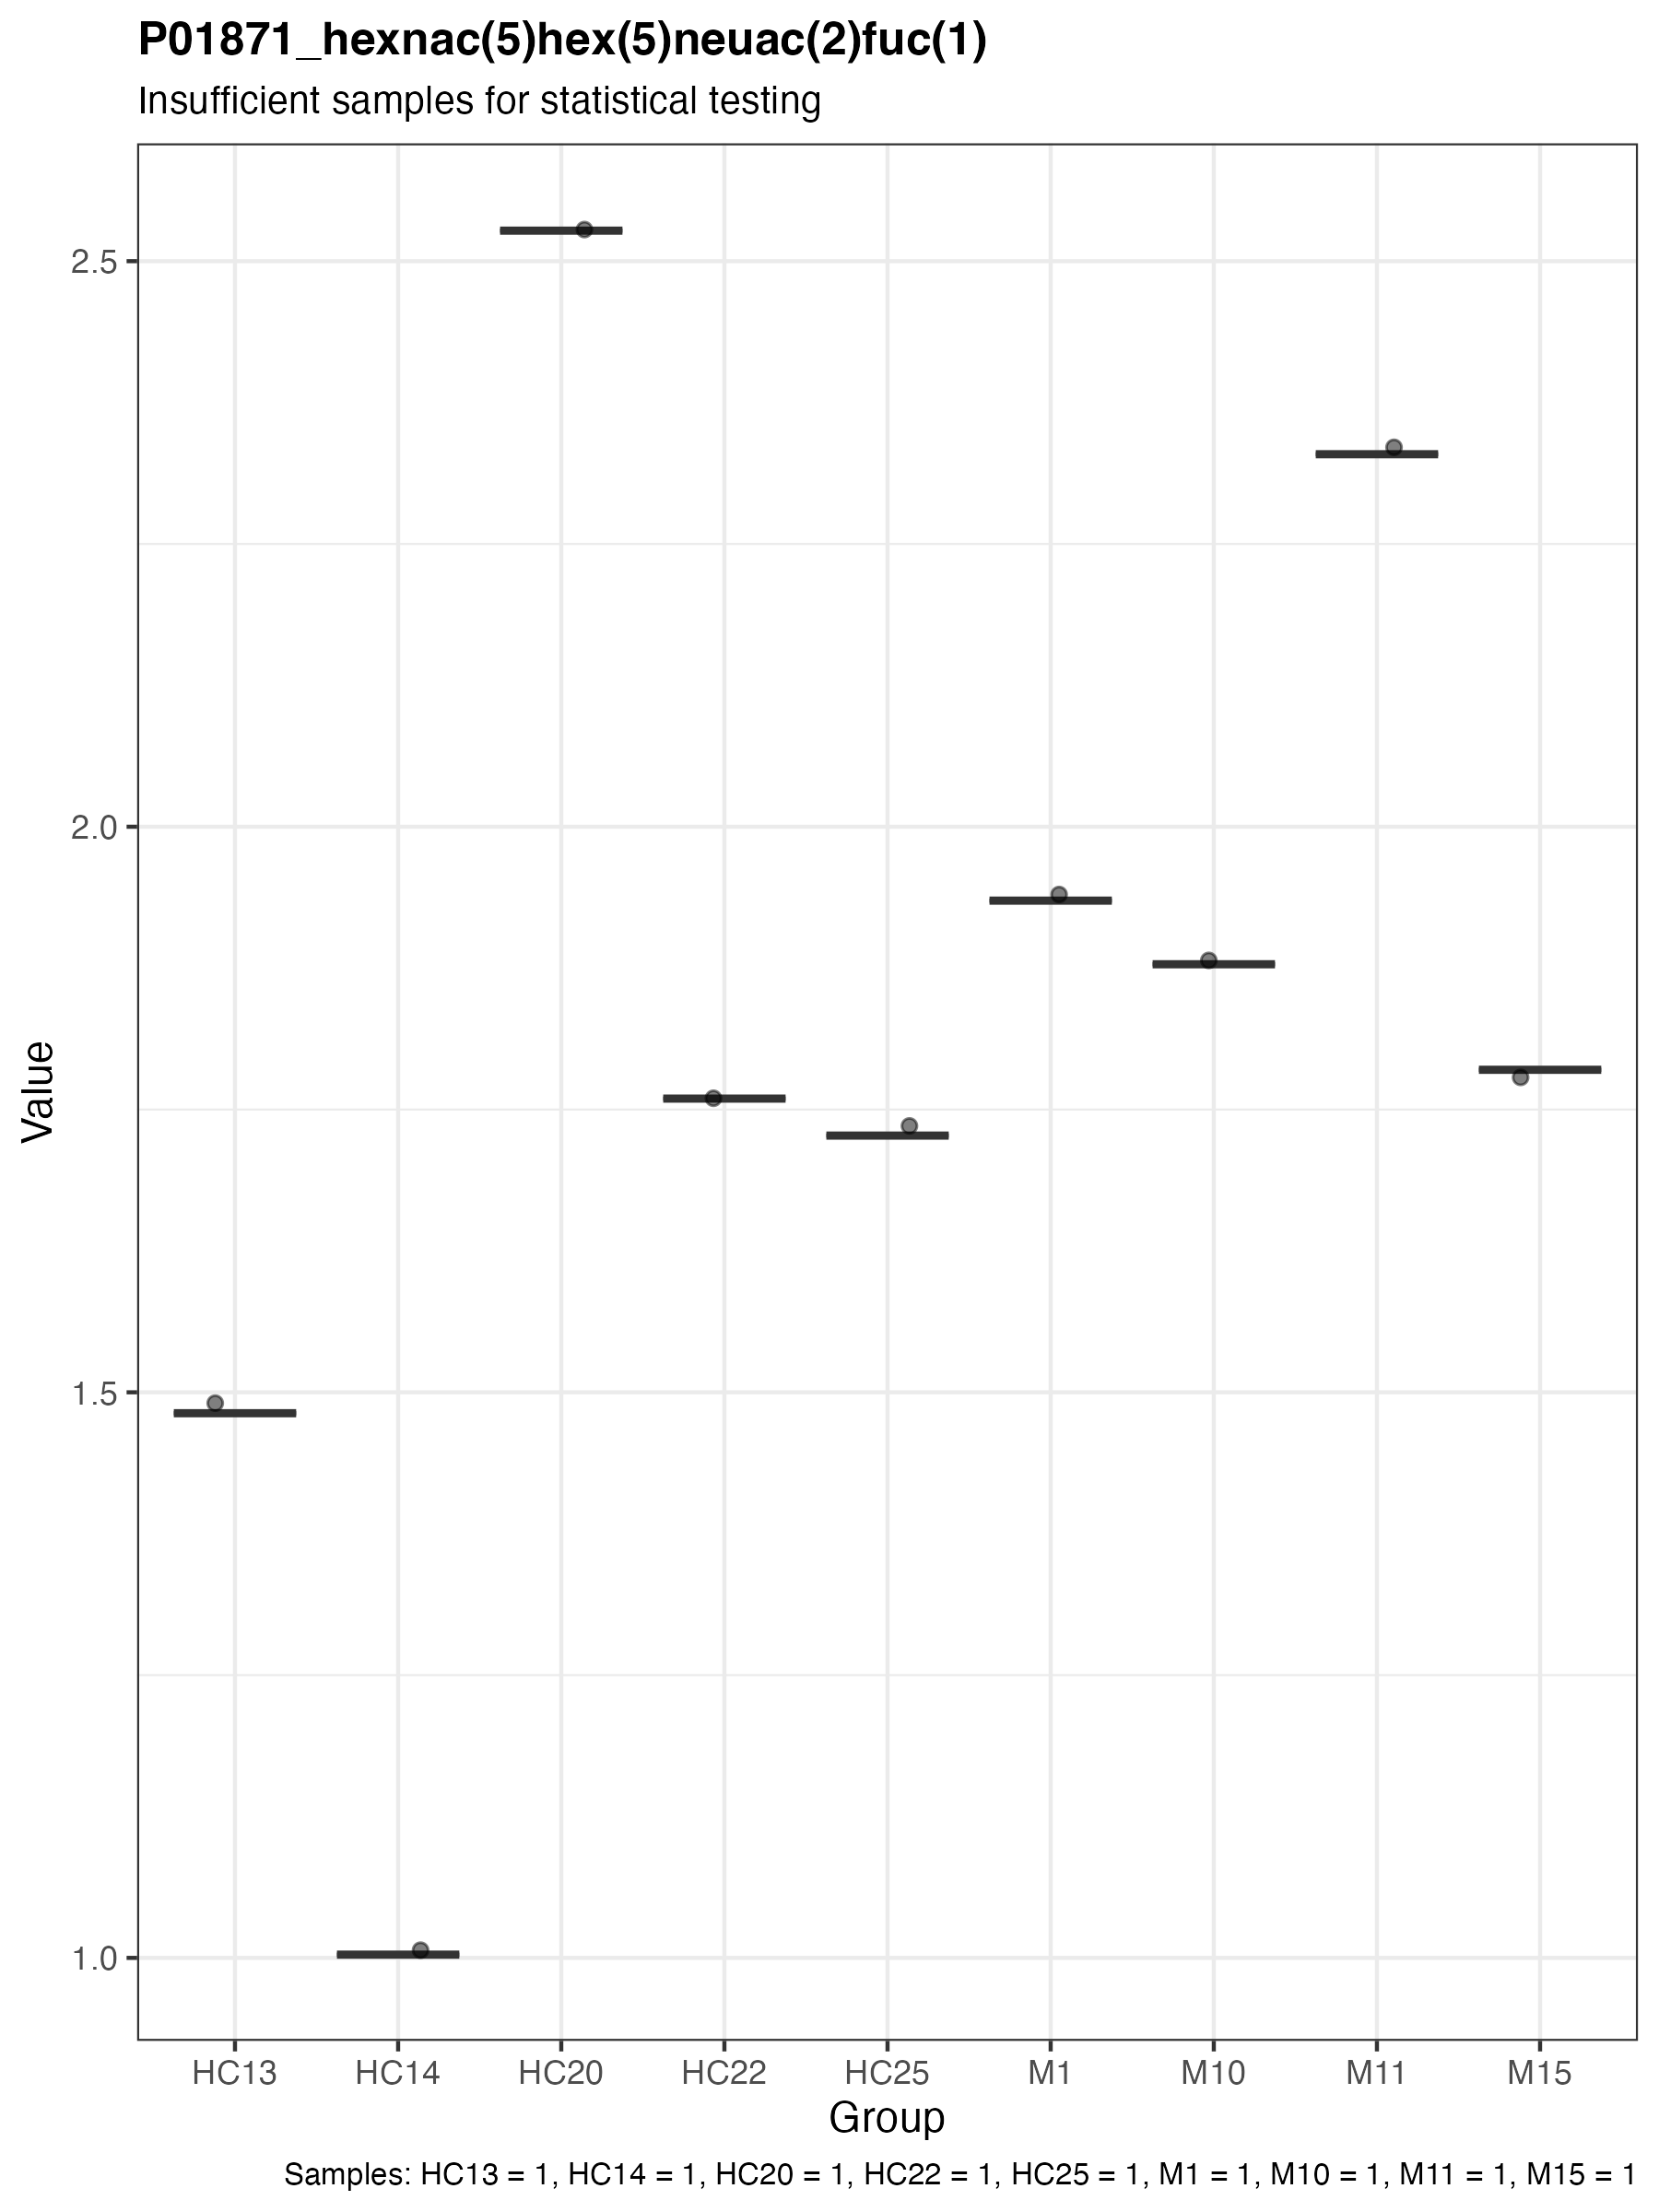 P01871_hexnac(5)hex(5)neuac(2)fuc(1)
Insufficient samples for statistical testing
2.5
2.0
1.5
1.0
Value
HC13 HC14 HC20 HC22 HC25 M1 M10 M11 M15
Group
Samples: HC13 = 1, HC14 = 1, HC20 = 1, HC22 = 1, HC25 = 1, M1 = 1, M10 = 1, M11 = 1, M15 = 1